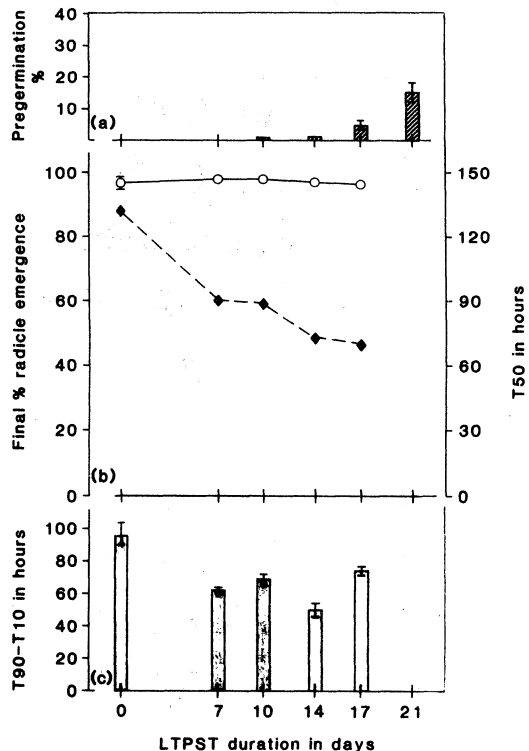 Pregermination %
40
30
20
10
(a)
Final % radicle emergence
100
80
60
40
20
0
(b)
T50 in hours
150
120
90
60
30
0
T90-T10 in hours
100
80
60
40
20
0
(c)
0 7 10 14 17 21
LTPST duration in days